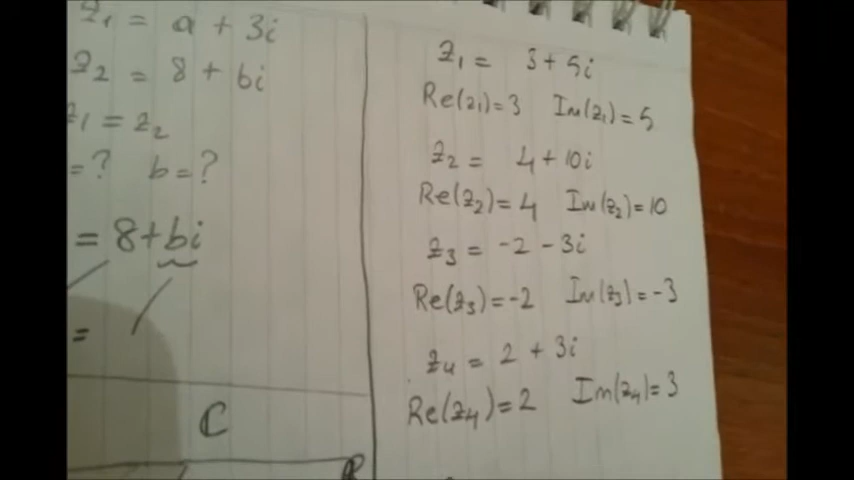 z₁ = a + 3i
z₂ = 8 + bi
z₁ = z₂
= ? b = ?
= 8+bi
=
C
R
z₁ = 3 + 5i
Re(z₁)=3 Im(z₁)=5
z₂ = 4 + 10i
Re(z₂)=4 Im(z₂)=10
z₃ = -2 - 3i
Re(z₃)=-2 Im(z₃)=-3
z₄ = 2 + 3i
Re(z₄)=2 Im(z₄)=3